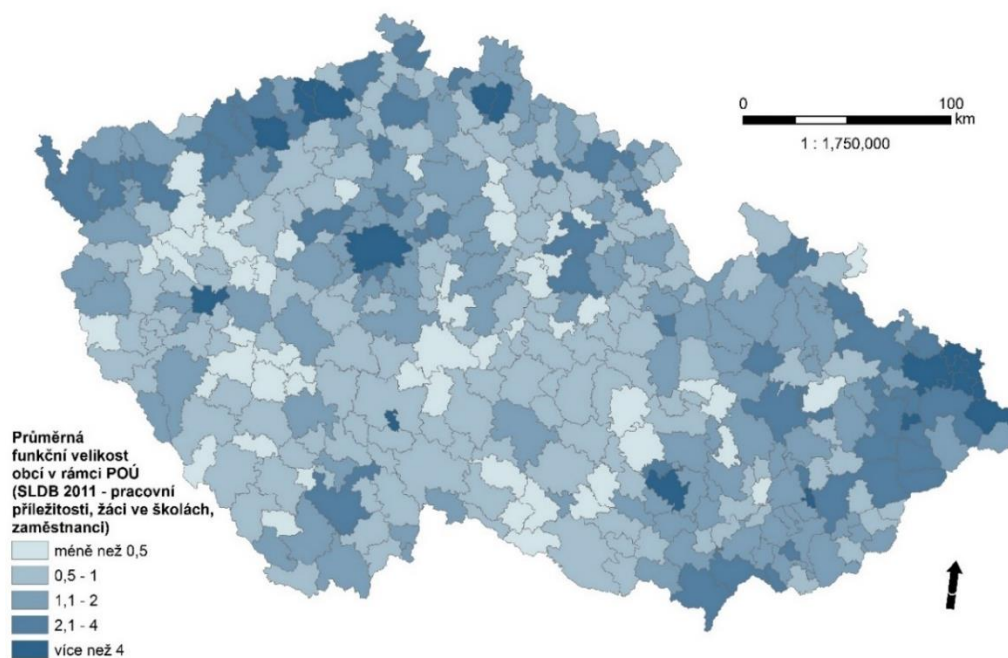 0 100
km
1 : 1,750,000
Průměrná
funkční velikost
obcí v rámci POÚ
(SLDB 2011 - pracovní
příležitosti, žáci ve školách,
zaměstnanci)
méně než 0,5
0,5 - 1
1,1 - 2
2,1 - 4
více než 4